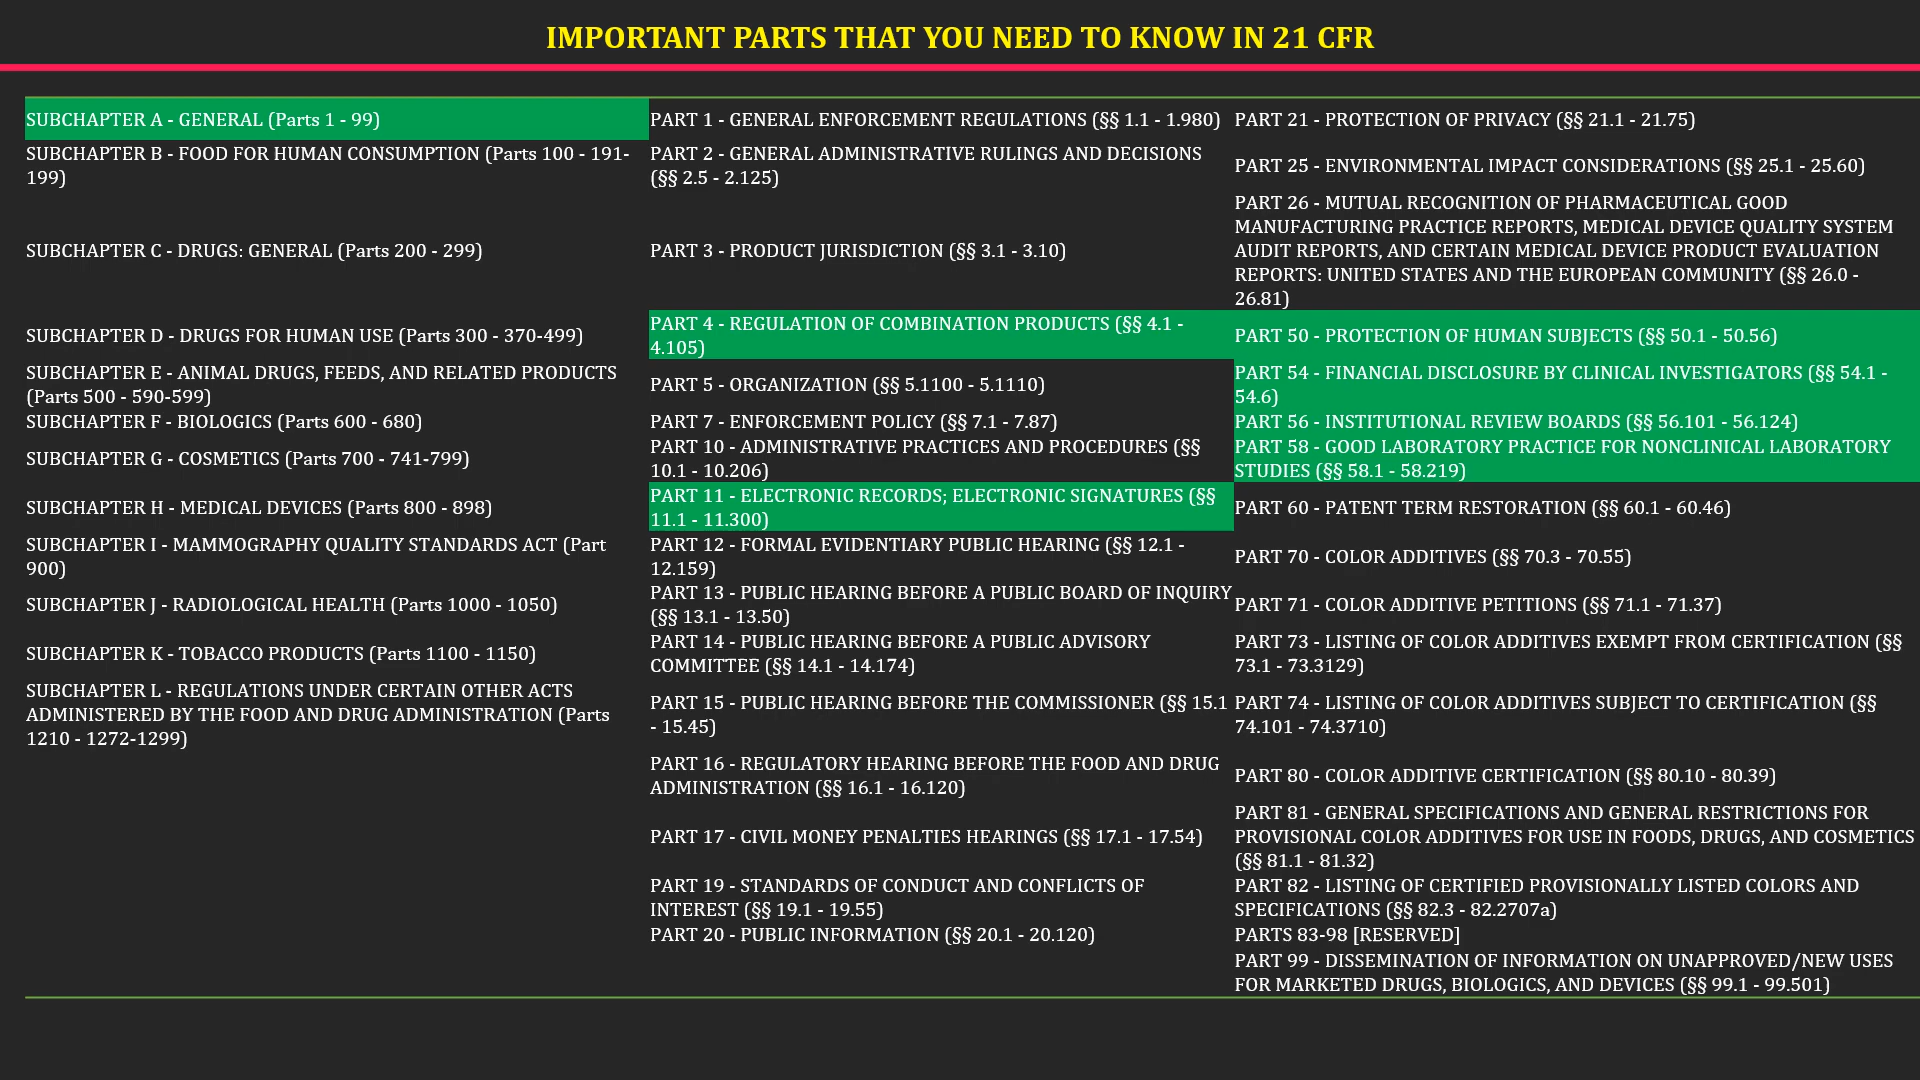 IMPORTANT PARTS THAT YOU NEED TO KNOW IN 21 CFR
SUBCHAPTER A - GENERAL (Parts 1 - 99)
SUBCHAPTER B - FOOD FOR HUMAN CONSUMPTION (Parts 100 - 191-
199)
SUBCHAPTER C - DRUGS: GENERAL (Parts 200 - 299)
SUBCHAPTER D - DRUGS FOR HUMAN USE (Parts 300 - 370-499)
SUBCHAPTER E - ANIMAL DRUGS, FEEDS, AND RELATED PRODUCTS
(Parts 500 - 590-599)
SUBCHAPTER F - BIOLOGICS (Parts 600 - 680)
SUBCHAPTER G - COSMETICS (Parts 700 - 741-799)
SUBCHAPTER H - MEDICAL DEVICES (Parts 800 - 898)
SUBCHAPTER I - MAMMOGRAPHY QUALITY STANDARDS ACT (Part
900)
SUBCHAPTER J - RADIOLOGICAL HEALTH (Parts 1000 - 1050)
SUBCHAPTER K - TOBACCO PRODUCTS (Parts 1100 - 1150)
SUBCHAPTER L - REGULATIONS UNDER CERTAIN OTHER ACTS
ADMINISTERED BY THE FOOD AND DRUG ADMINISTRATION (Parts
1210 - 1272-1299)
PART 1 - GENERAL ENFORCEMENT REGULATIONS (§§ 1.1 - 1.980)
PART 2 - GENERAL ADMINISTRATIVE RULINGS AND DECISIONS
(§§ 2.5 - 2.125)
PART 3 - PRODUCT JURISDICTION (§§ 3.1 - 3.10)
PART 4 - REGULATION OF COMBINATION PRODUCTS (§§ 4.1 -
4.105)
PART 5 - ORGANIZATION (§§ 5.1100 - 5.1110)
PART 7 - ENFORCEMENT POLICY (§§ 7.1 - 7.87)
PART 10 - ADMINISTRATIVE PRACTICES AND PROCEDURES (§§
10.1 - 10.206)
PART 11 - ELECTRONIC RECORDS; ELECTRONIC SIGNATURES (§§
11.1 - 11.300)
PART 12 - FORMAL EVIDENTIARY PUBLIC HEARING (§§ 12.1 -
12.159)
PART 13 - PUBLIC HEARING BEFORE A PUBLIC BOARD OF INQUIRY
(§§ 13.1 - 13.50)
PART 14 - PUBLIC HEARING BEFORE A PUBLIC ADVISORY
COMMITTEE (§§ 14.1 - 14.174)
PART 15 - PUBLIC HEARING BEFORE THE COMMISSIONER (§§ 15.1
- 15.45)
PART 16 - REGULATORY HEARING BEFORE THE FOOD AND DRUG
ADMINISTRATION (§§ 16.1 - 16.120)
PART 17 - CIVIL MONEY PENALTIES HEARINGS (§§ 17.1 - 17.54)
PART 19 - STANDARDS OF CONDUCT AND CONFLICTS OF
INTEREST (§§ 19.1 - 19.55)
PART 20 - PUBLIC INFORMATION (§§ 20.1 - 20.120)
PART 21 - PROTECTION OF PRIVACY (§§ 21.1 - 21.75)
PART 25 - ENVIRONMENTAL IMPACT CONSIDERATIONS (§§ 25.1 - 25.60)
PART 26 - MUTUAL RECOGNITION OF PHARMACEUTICAL GOOD
MANUFACTURING PRACTICE REPORTS, MEDICAL DEVICE QUALITY SYSTEM
AUDIT REPORTS, AND CERTAIN MEDICAL DEVICE PRODUCT EVALUATION
REPORTS: UNITED STATES AND THE EUROPEAN COMMUNITY (§§ 26.0 -
26.81)
PART 50 - PROTECTION OF HUMAN SUBJECTS (§§ 50.1 - 50.56)
PART 54 - FINANCIAL DISCLOSURE BY CLINICAL INVESTIGATORS (§§ 54.1 -
54.6)
PART 56 - INSTITUTIONAL REVIEW BOARDS (§§ 56.101 - 56.124)
PART 58 - GOOD LABORATORY PRACTICE FOR NONCLINICAL LABORATORY
STUDIES (§§ 58.1 - 58.219)
PART 60 - PATENT TERM RESTORATION (§§ 60.1 - 60.46)
PART 70 - COLOR ADDITIVES (§§ 70.3 - 70.55)
PART 71 - COLOR ADDITIVE PETITIONS (§§ 71.1 - 71.37)
PART 73 - LISTING OF COLOR ADDITIVES EXEMPT FROM CERTIFICATION (§§
73.1 - 73.3129)
PART 74 - LISTING OF COLOR ADDITIVES SUBJECT TO CERTIFICATION (§§
74.101 - 74.3710)
PART 80 - COLOR ADDITIVE CERTIFICATION (§§ 80.10 - 80.39)
PART 81 - GENERAL SPECIFICATIONS AND GENERAL RESTRICTIONS FOR
PROVISIONAL COLOR ADDITIVES FOR USE IN FOODS, DRUGS, AND COSMETICS
(§§ 81.1 - 81.32)
PART 82 - LISTING OF CERTIFIED PROVISIONALLY LISTED COLORS AND
SPECIFICATIONS (§§ 82.3 - 82.2707a)
PARTS 83-98 [RESERVED]
PART 99 - DISSEMINATION OF INFORMATION ON UNAPPROVED/NEW USES
FOR MARKETED DRUGS, BIOLOGICS, AND DEVICES (§§ 99.1 - 99.501)